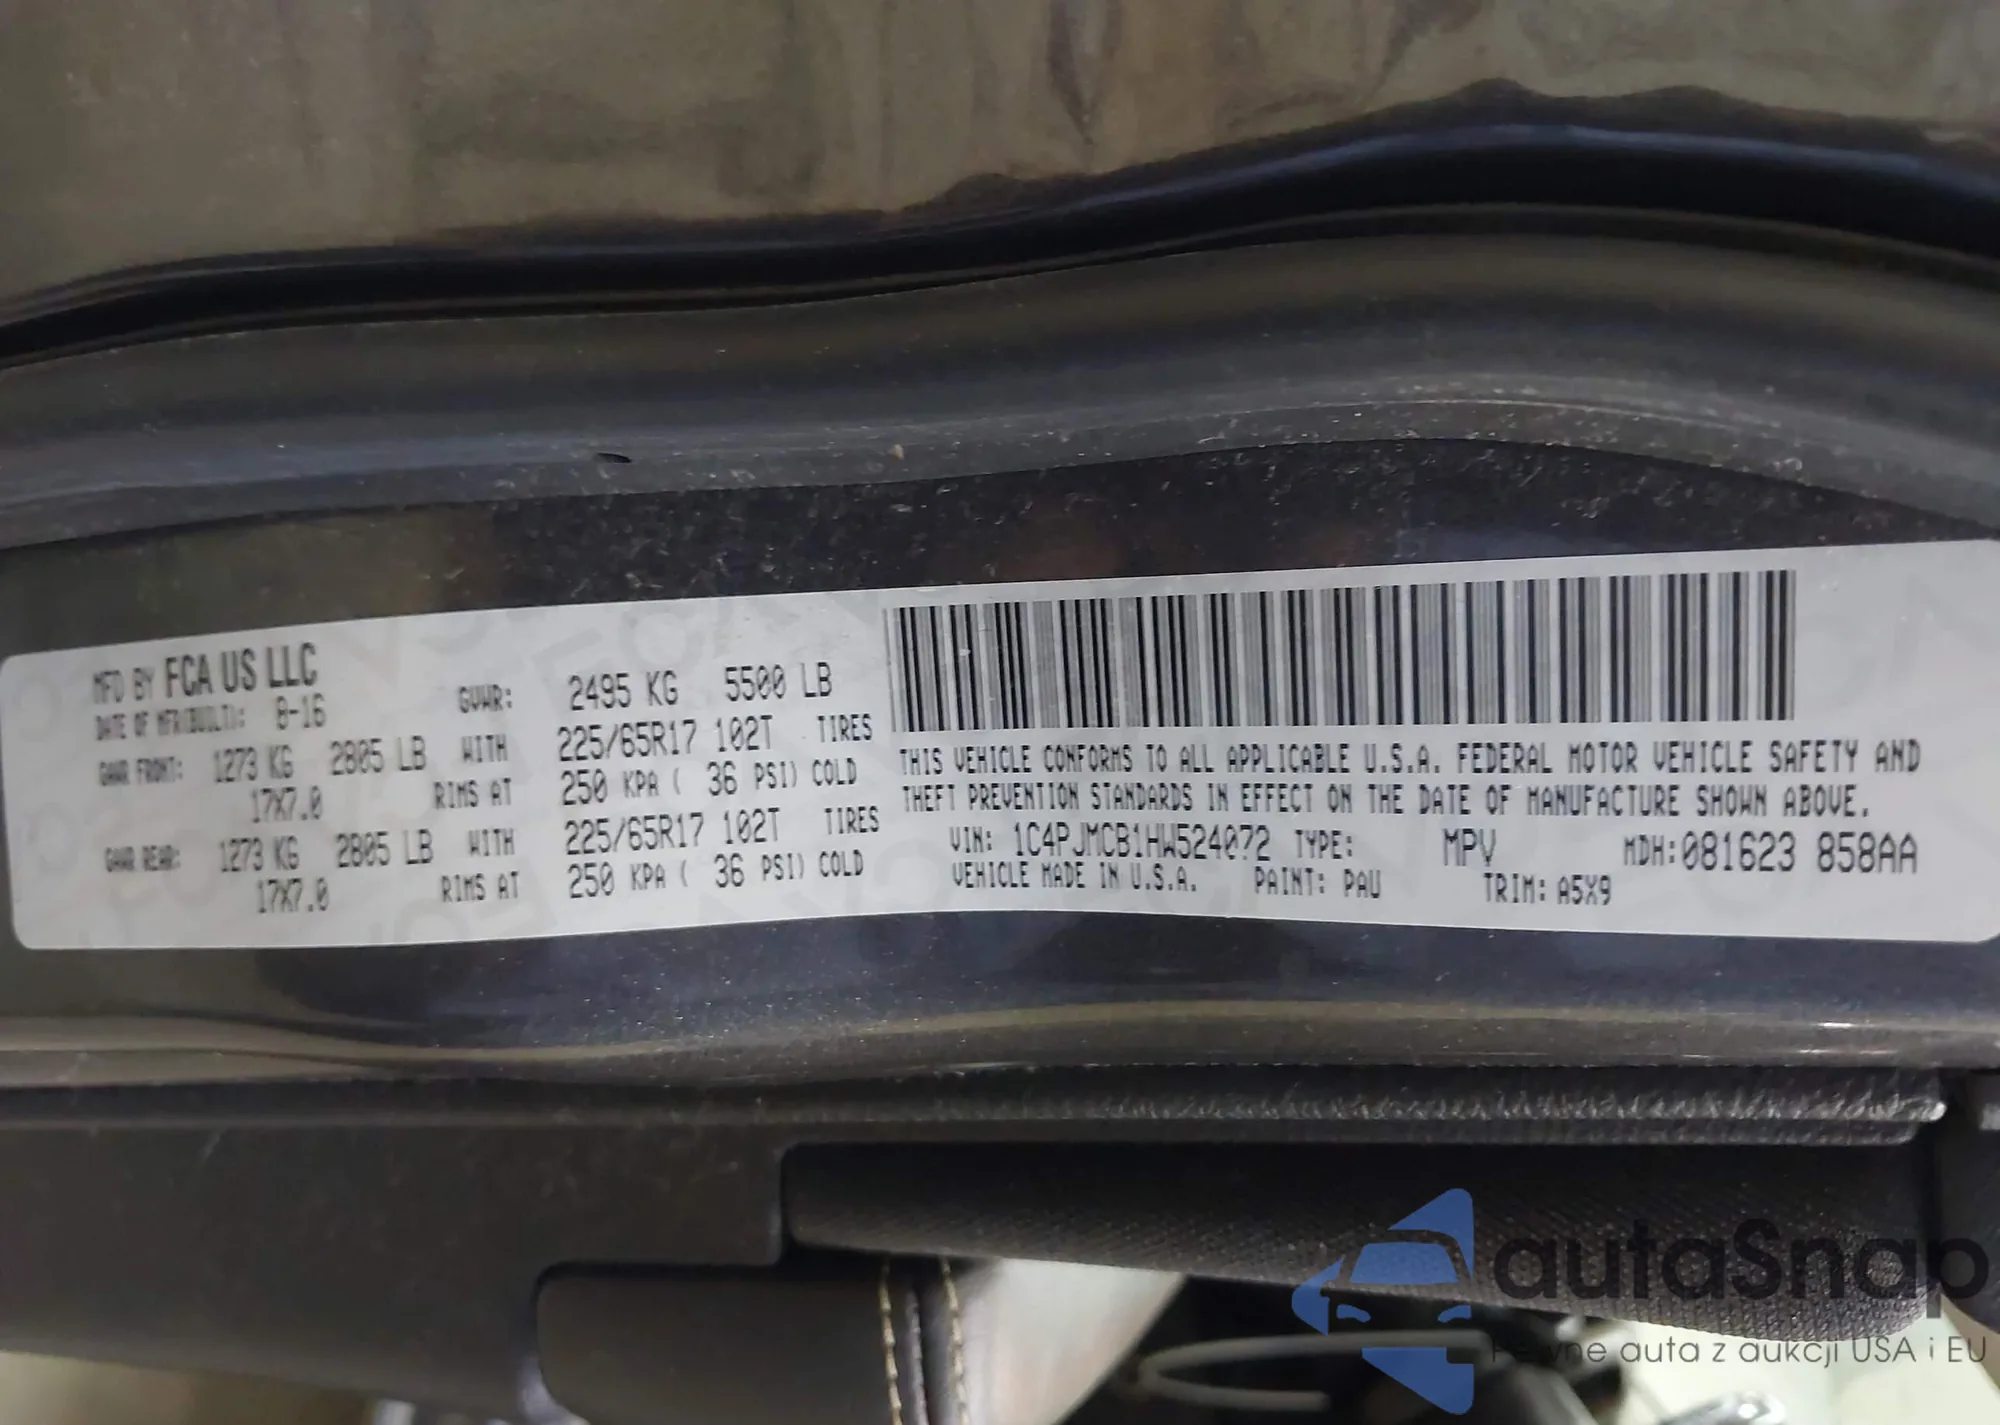 MFD BY FCA US LLC
DATE OF MFR(BUILT): 8-16
GVWR: 2495 KG 5500 LB
GAWR FRONT: 1273 KG 2805 LB WITH 225/65R17 102T TIRES
17X7.0 RIMS AT 250 KPA ( 36 PSI) COLD
GAWR REAR: 1273 KG 2805 LB WITH 225/65R17 102T TIRES
17X7.0 RIMS AT 250 KPA ( 36 PSI) COLD
THIS VEHICLE CONFORMS TO ALL APPLICABLE U.S.A. FEDERAL MOTOR VEHICLE SAFETY AND
THEFT PREVENTION STANDARDS IN EFFECT ON THE DATE OF MANUFACTURE SHOWN ABOVE.
VIN: 1C4PJMCB1HW524072 TYPE: MPV MDH:081623 858AA
VEHICLE MADE IN U.S.A. PAINT: PAU TRIM: A5X9
autaSnap
Pewne auta z aukcji USA i EU